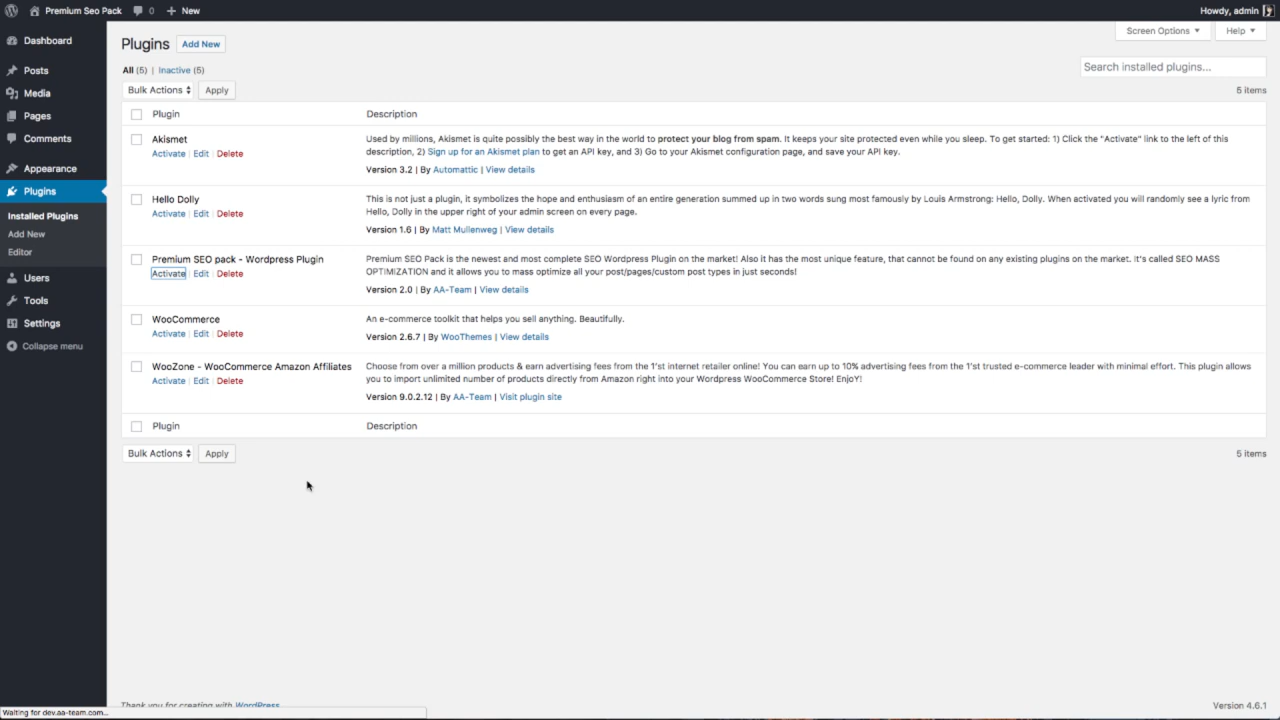 Premium Seo Pack 0 New Howdy, admin
Dashboard
Posts
Media
Pages
Comments
Appearance
Plugins
Installed Plugins
Add New
Editor
Users
Tools
Settings
Collapse menu
Screen Options Help
Plugins Add New
Search installed plugins...
All (5) | Inactive (5)
Bulk Actions Apply 5 items
Plugin Description
Akismet
Activate | Edit | Delete
Used by millions, Akismet is quite possibly the best way in the world to protect your blog from spam. It keeps your site protected even while you sleep. To get started: 1) Click the "Activate" link to the left of this
description, 2) Sign up for an Akismet plan to get an API key, and 3) Go to your Akismet configuration page, and save your API key.
Version 3.2 | By Automattic | View details
Hello Dolly
Activate | Edit | Delete
This is not just a plugin, it symbolizes the hope and enthusiasm of an entire generation summed up in two words sung most famously by Louis Armstrong: Hello, Dolly. When activated you will randomly see a lyric from
Hello, Dolly in the upper right of your admin screen on every page.
Version 1.6 | By Matt Mullenweg | View details
Premium SEO pack - Wordpress Plugin
Activate | Edit | Delete
Premium SEO Pack is the newest and most complete SEO Wordpress Plugin on the market! Also it has the most unique feature, that cannot be found on any existing plugins on the market. It's called SEO MASS
OPTIMIZATION and it allows you to mass optimize all your post/pages/custom post types in just seconds!
Version 2.0 | By AA-Team | View details
WooCommerce
Activate | Edit | Delete
An e-commerce toolkit that helps you sell anything. Beautifully.
Version 2.6.7 | By WooThemes | View details
WooZone - WooCommerce Amazon Affiliates
Activate | Edit | Delete
Choose from over a million products & earn advertising fees from the 1'st internet retailer online! You can earn up to 10% advertising fees from the 1'st trusted e-commerce leader with minimal effort. This plugin allows
you to import unlimited number of products directly from Amazon right into your Wordpress WooCommerce Store! EnjoY!
Version 9.0.2.12 | By AA-Team | Visit plugin site
Plugin Description
Bulk Actions Apply 5 items
Thank you for creating with WordPress Version 4.6.1
Waiting for dev.aa-team.com...